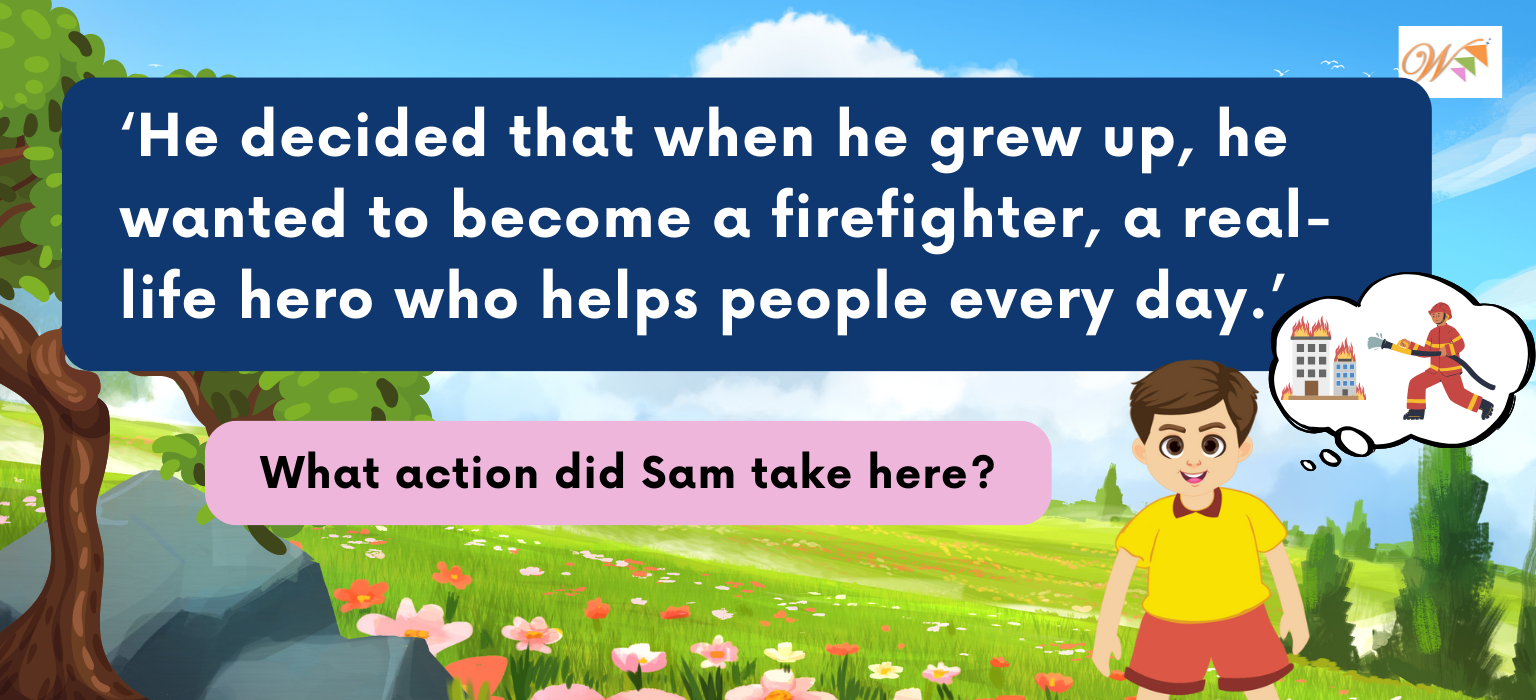 ‘He decided that when he grew up, he
wanted to become a firefighter, a real-
life hero who helps people every day.’
What action did Sam take here?
W